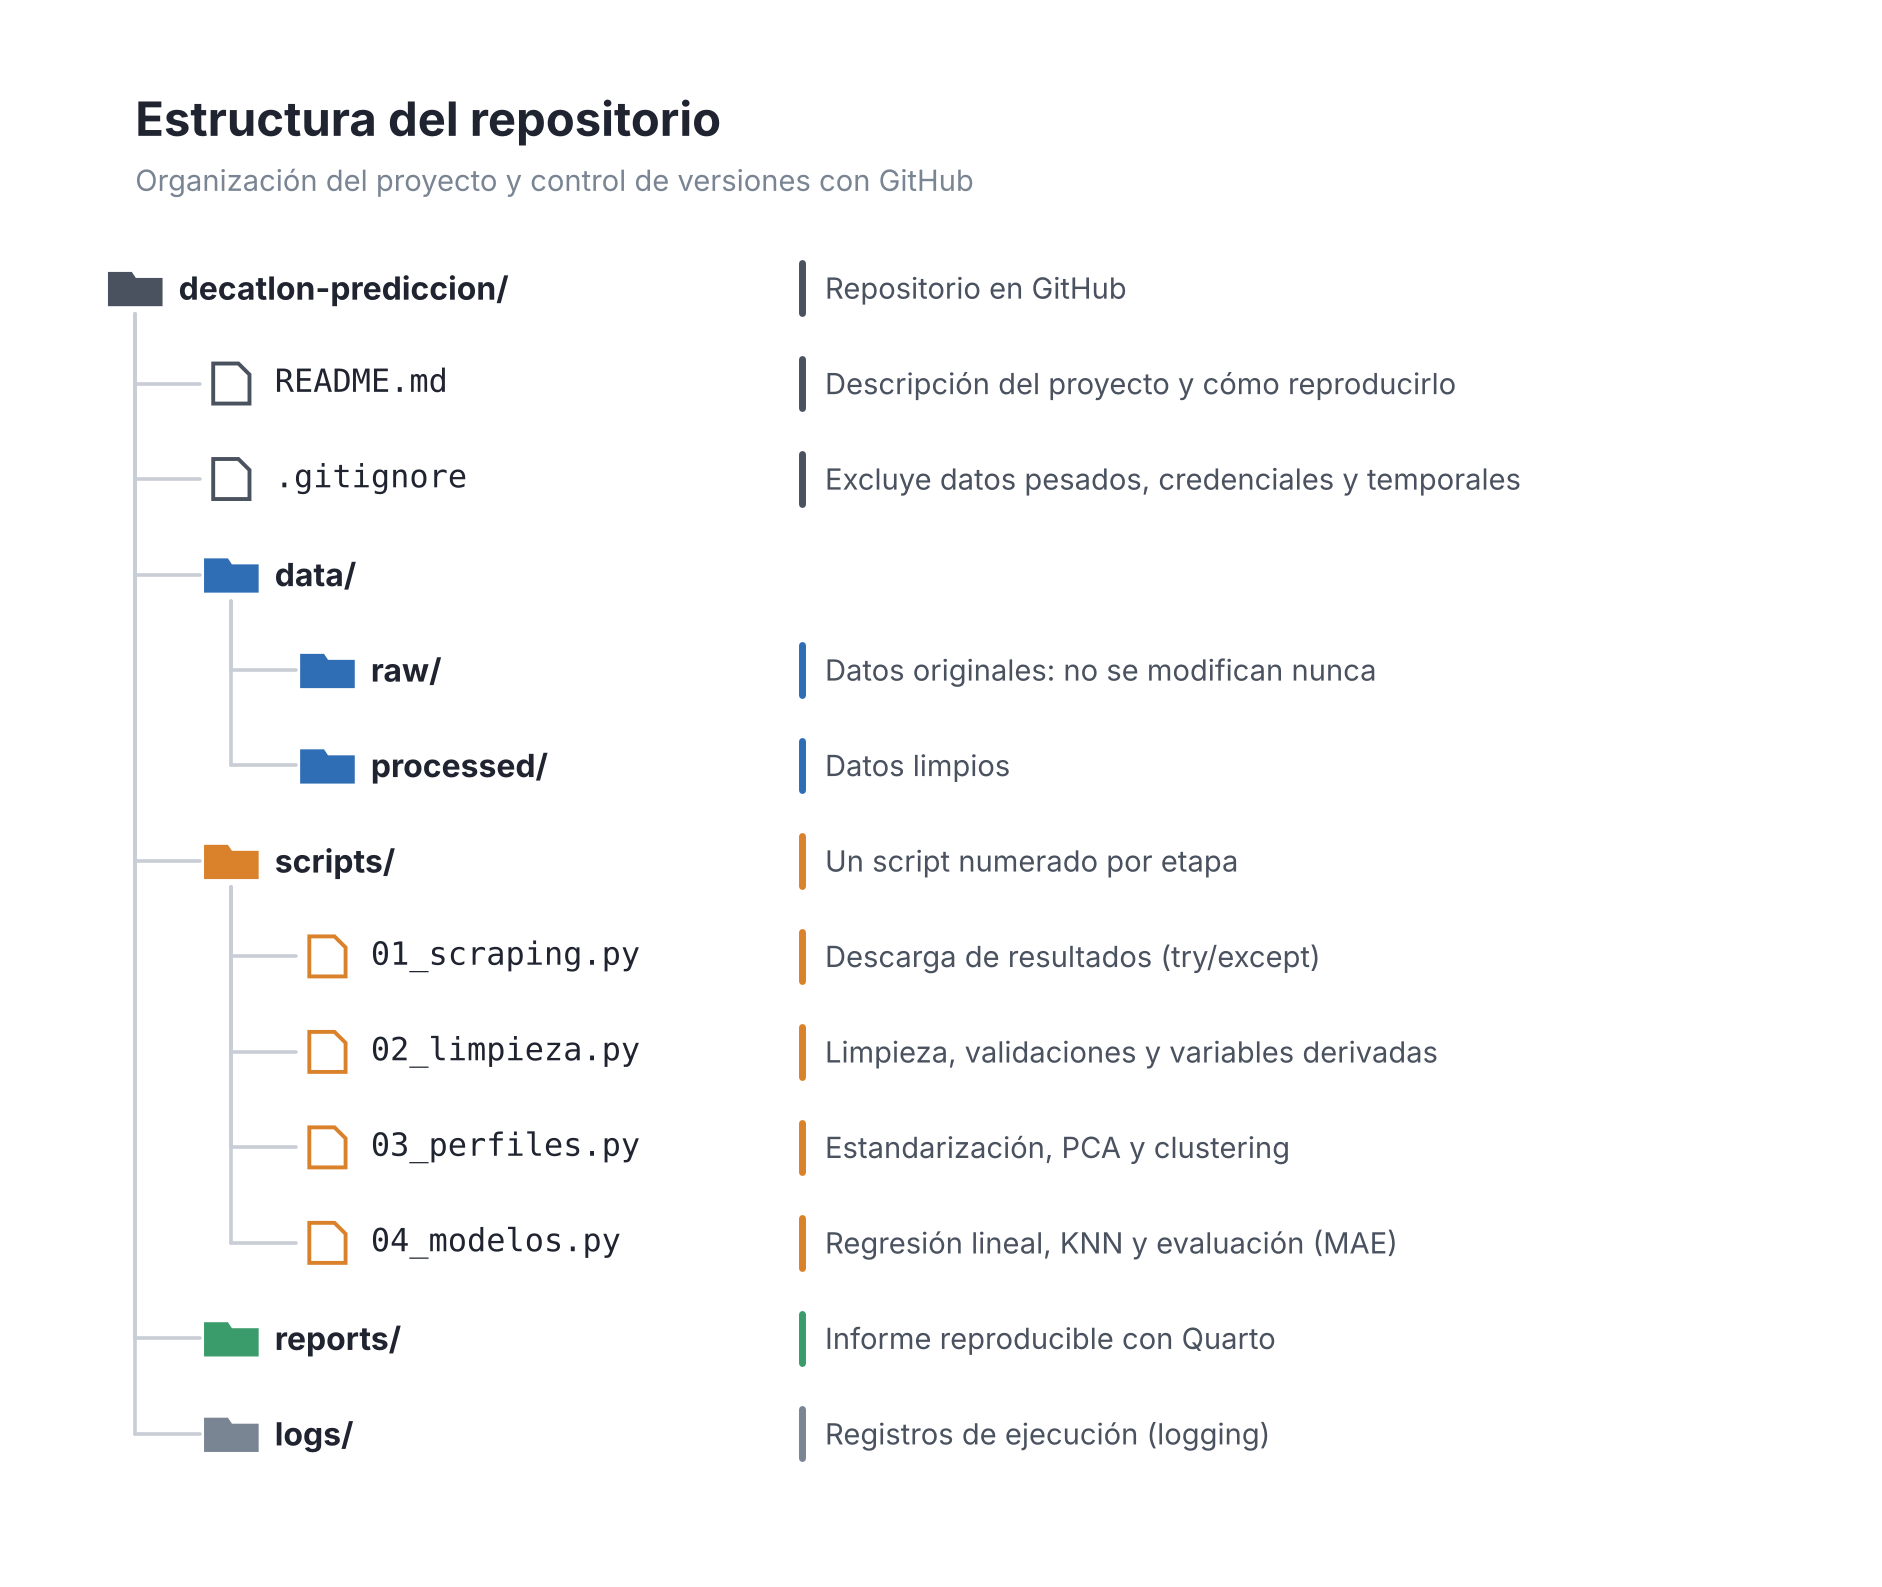 Estructura del repositorio
Organización del proyecto y control de versiones con GitHub
decatlon-prediccion/ Repositorio en GitHub
README.md Descripción del proyecto y cómo reproducirlo
.gitignore Excluye datos pesados, credenciales y temporales
data/
raw/ Datos originales: no se modifican nunca
processed/ Datos limpios
scripts/ Un script numerado por etapa
01_scraping.py Descarga de resultados (try/except)
02_limpieza.py Limpieza, validaciones y variables derivadas
03_perfiles.py Estandarización, PCA y clustering
04_modelos.py Regresión lineal, KNN y evaluación (MAE)
reports/ Informe reproducible con Quarto
logs/ Registros de ejecución (logging)